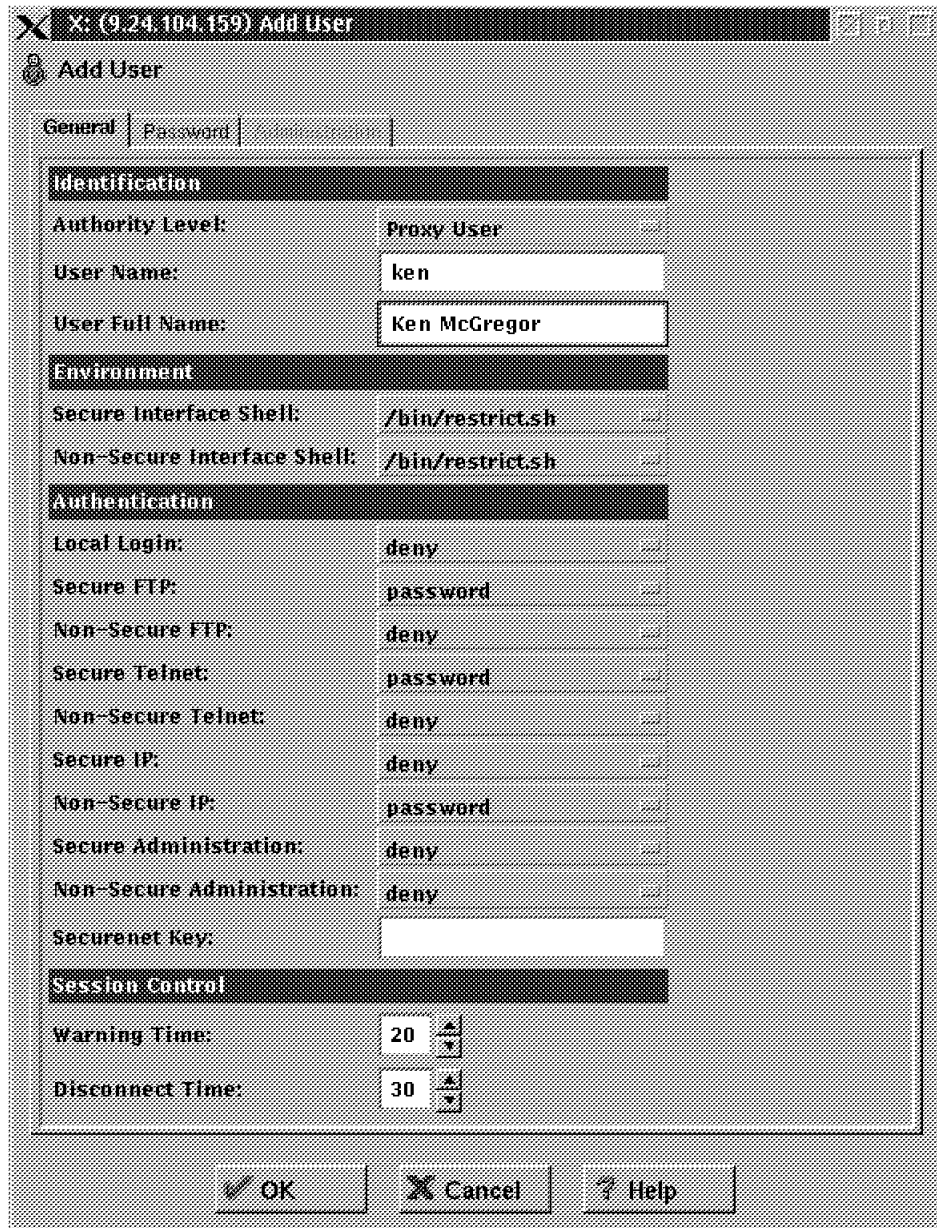 X: (9.24.104.159) Add User
Add User
General Password Administration
Identification
Authority Level: Proxy User
User Name: ken
User Full Name: Ken McGregor
Environment
Secure Interface Shell: /bin/restrict.sh
Non-Secure Interface Shell: /bin/restrict.sh
Authentication
Local Login: deny
Secure FTP: password
Non-Secure FTP: deny
Secure Telnet: password
Non-Secure Telnet: deny
Secure IP: deny
Non-Secure IP: password
Secure Administration: deny
Non-Secure Administration: deny
Securenet Key:
Session Control
Warning Time: 20
Disconnect Time: 30
OK Cancel ? Help